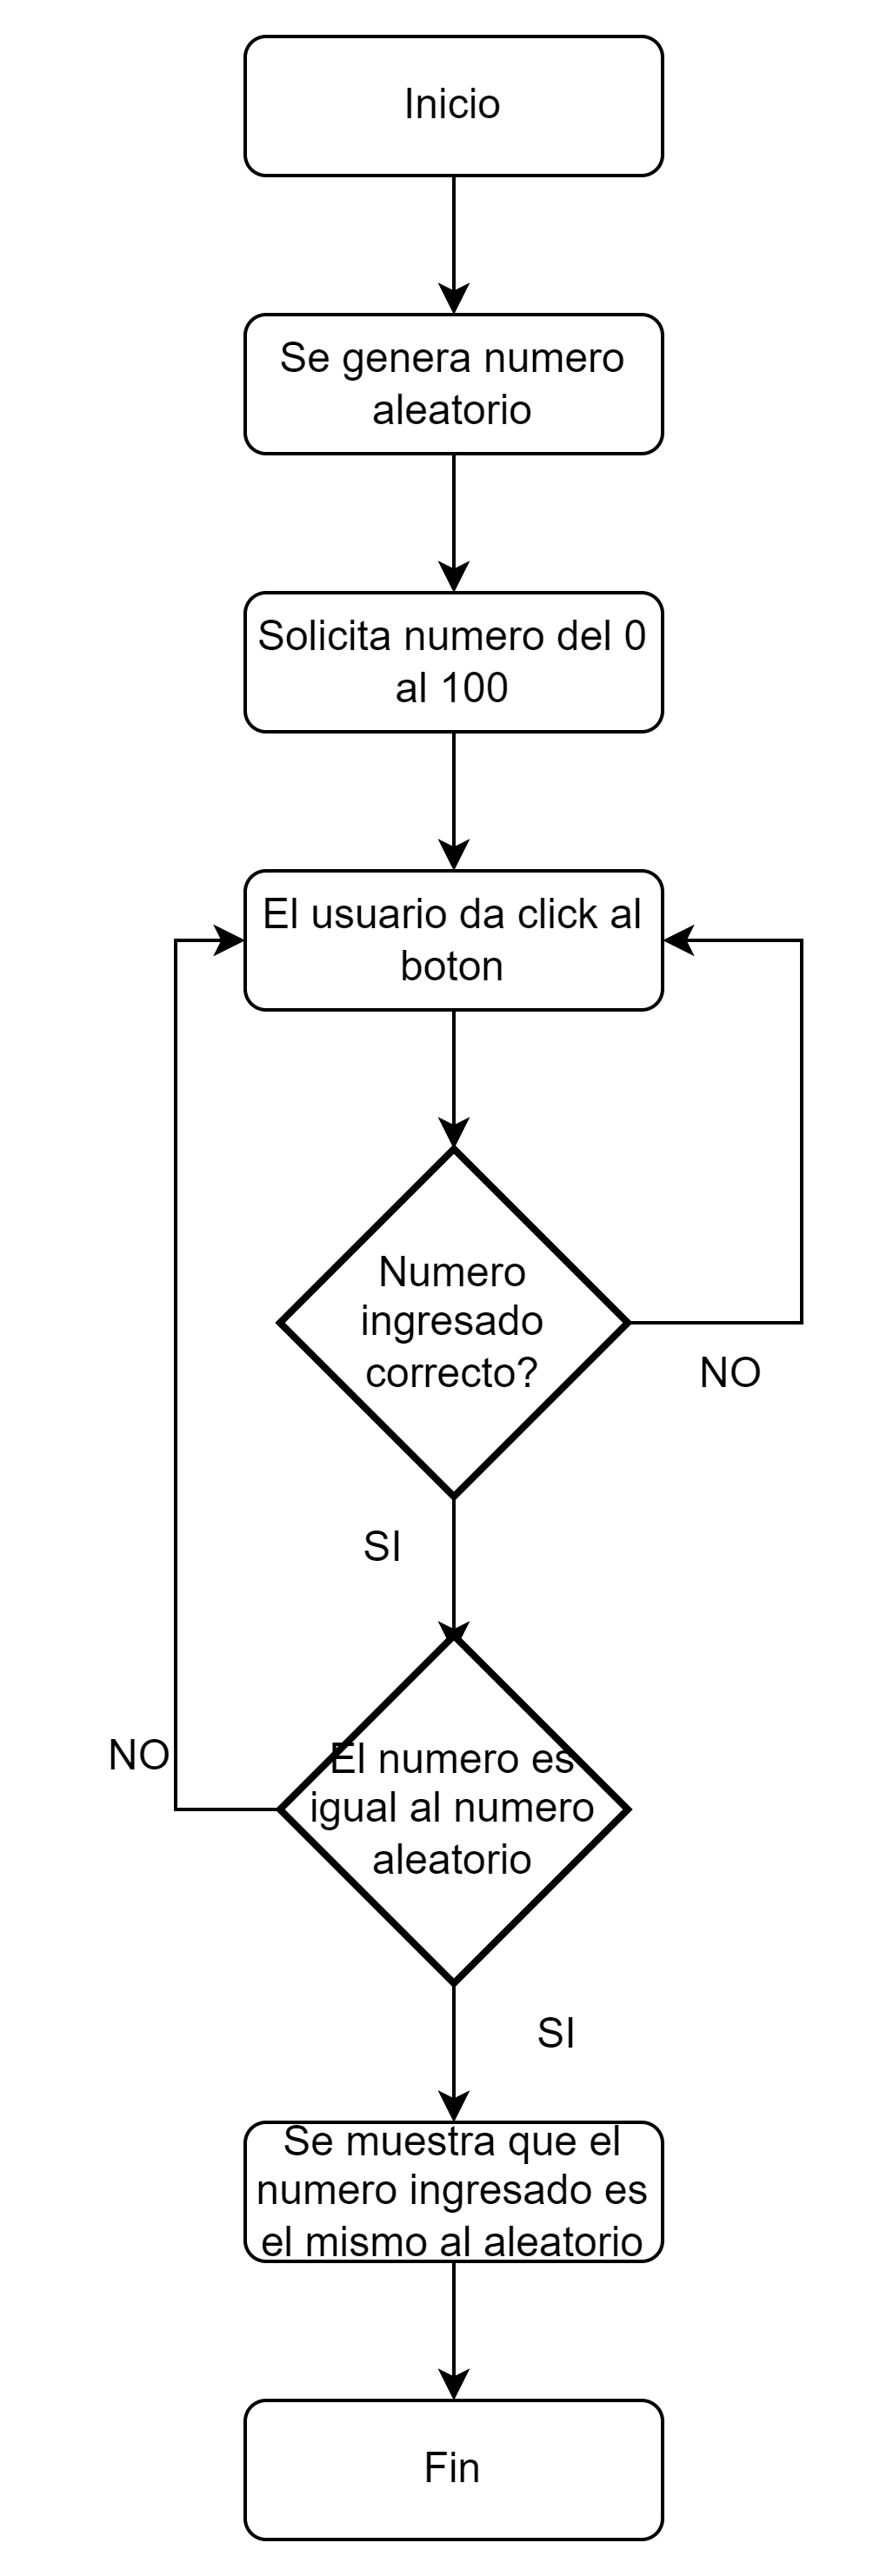 Inicio
Se genera numero
aleatorio
Solicita numero del 0
al 100
El usuario da click al
boton
Numero
ingresado
correcto?
NO
SI
NO
El numero es
igual al numero
aleatorio
SI
Se muestra que el
numero ingresado es
el mismo al aleatorio
Fin